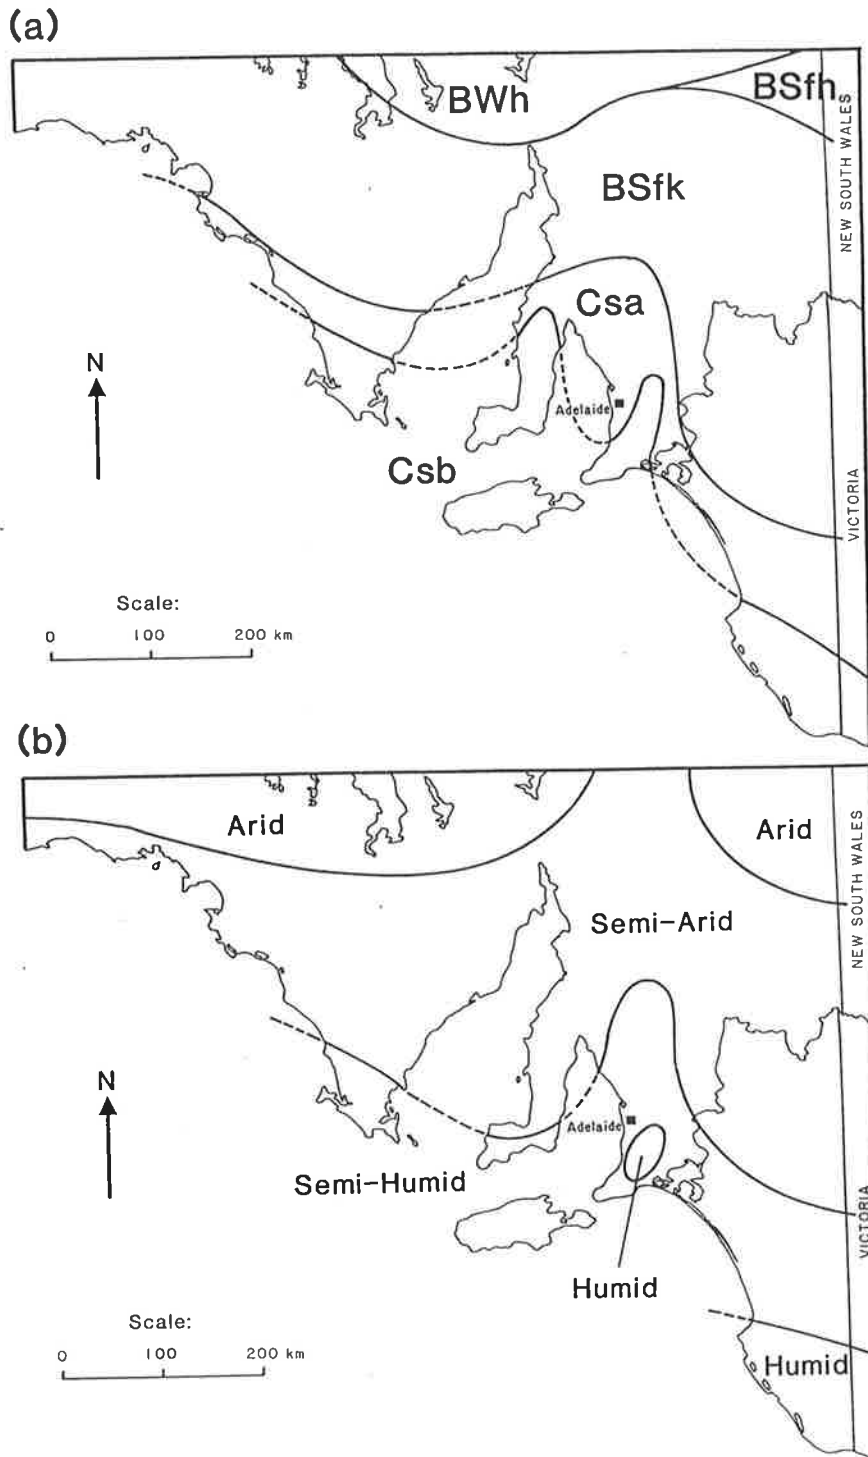 (a)
BWh
BSfh
NEW SOUTH WALES
BSfk
Csa
N
Adelaide
Csb
VICTORIA
Scale:
0 100 200 km
(b)
Arid
Arid
NEW SOUTH WALES
Semi-Arid
N
Adelaide
Semi-Humid
VICTORIA
Humid
Scale:
0 100 200 km
Humid